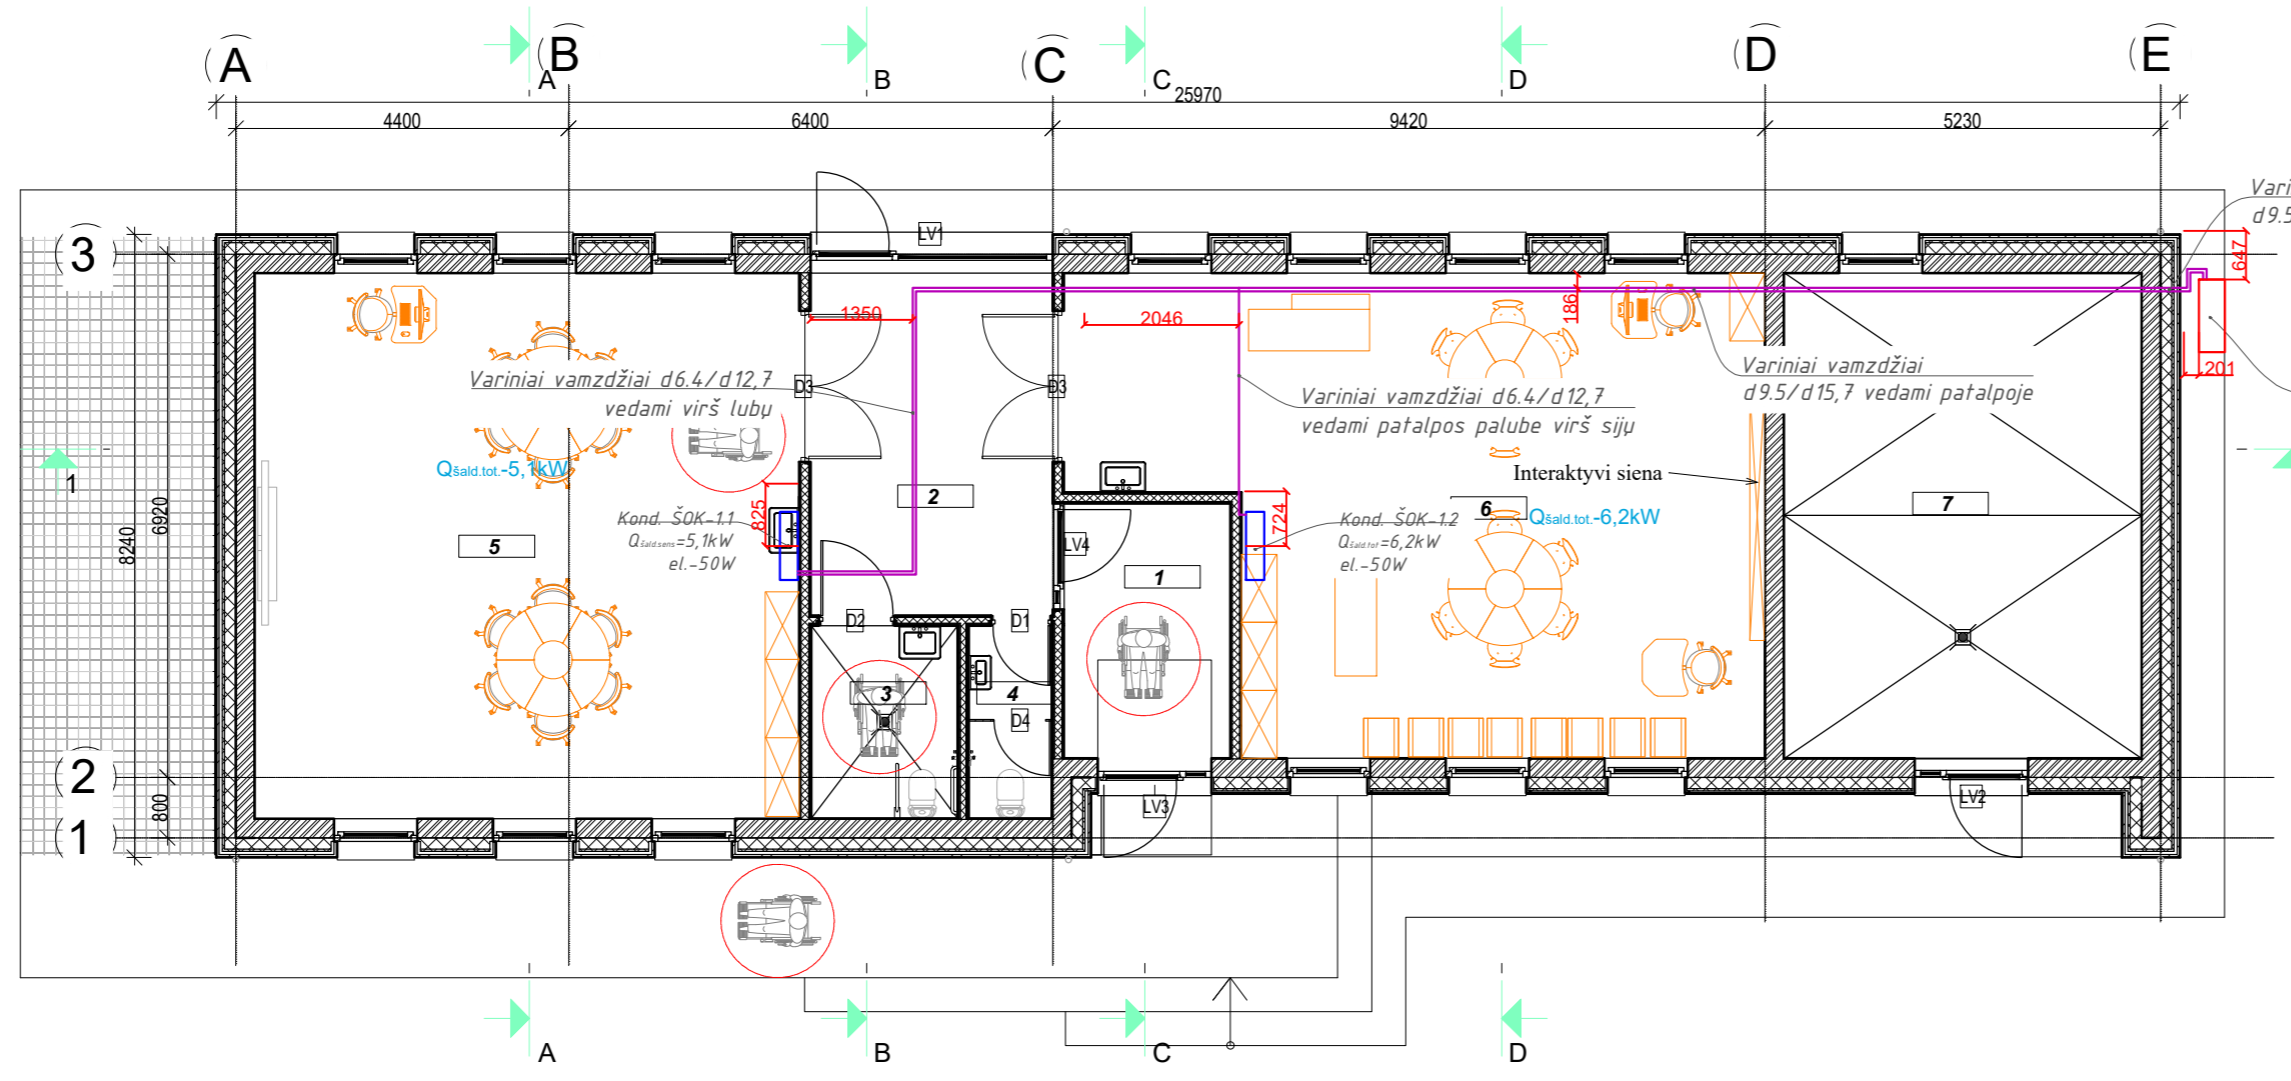 A
B
C
D
A
B
C
D
E
25970
4400
6400
9420
5230
LV1
Vari
d9.5
3
647
1350
2046
186
201
Variniai vamzdžiai d6.4/d12,7
vedami virš lubų
D3
D3
Variniai vamzdžiai d6.4/d12,7
vedami patalpos palube virš sijų
Variniai vamzdžiai
d9.5/d15,7 vedami patalpoje
Qšald.tot.-5,1kW
Interaktyvi siena
1
2
825
Kond. ŠOK-1.1
Qšald.sens=5,1kW
el.-50W
724
Kond. ŠOK-1.2
Qšald.tot=6,2kW
el.-50W
6
Qšald.tot.-6,2kW
7
5
LV4
1
8240
6920
D2
D1
3
4
D4
2
800
1
LV3
LV2
A
B
C
D